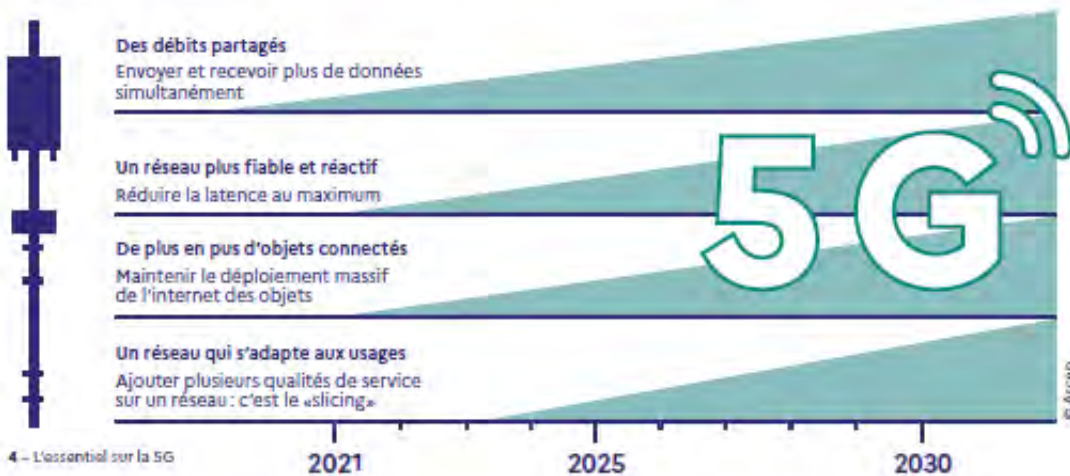 Des débits partagés
Envoyer et recevoir plus de données
simultanément
Un réseau plus fiable et réactif
Réduire la latence au maximum
De plus en pus d'objets connectés
Maintenir le déploiement massif
de l'internet des objets
Un réseau qui s'adapte aux usages
Ajouter plusieurs qualités de service
sur un réseau : c'est le «slicing»
5G
© Arcep
4 – L'essentiel sur la 5G
2021
2025
2030